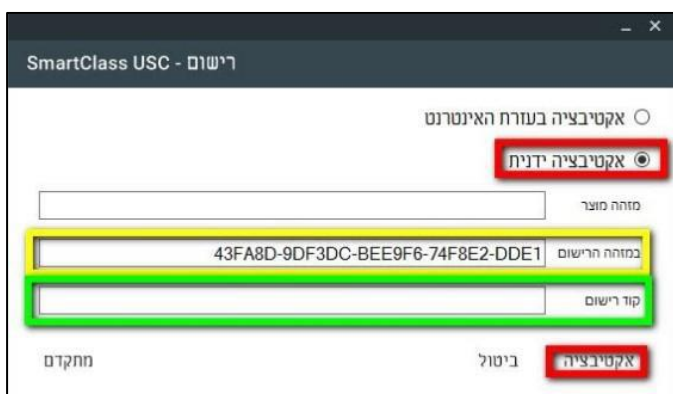 רישום - SmartClass USC
אקטיבציה בעזרת האינטרנט
אקטיבציה ידנית
מזהה מוצר
במזהה הרישום 43FA8D-9DF3DC-BEE9F6-74F8E2-DDE1
קוד רישום
אקטיבציה ביטול מתקדם